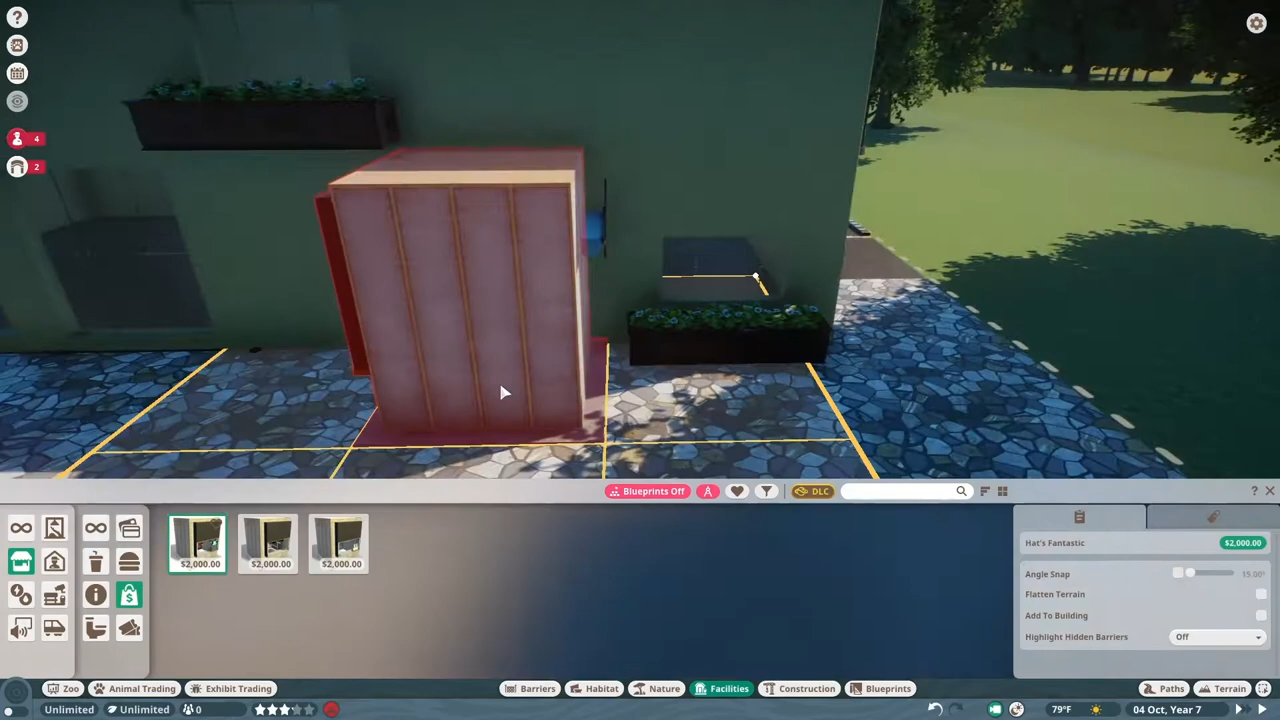 ?
4
2
Blueprints Off
DLC
?
$2,000.00
$2,000.00
$2,000.00
Hat's Fantastic
$2,000.00
Angle Snap
15.00°
Flatten Terrain
Add To Building
Highlight Hidden Barriers
Off
Zoo
Animal Trading
Exhibit Trading
Barriers
Habitat
Nature
Facilities
Construction
Blueprints
Paths
Terrain
Unlimited
Unlimited
0
79°F
04 Oct, Year 7